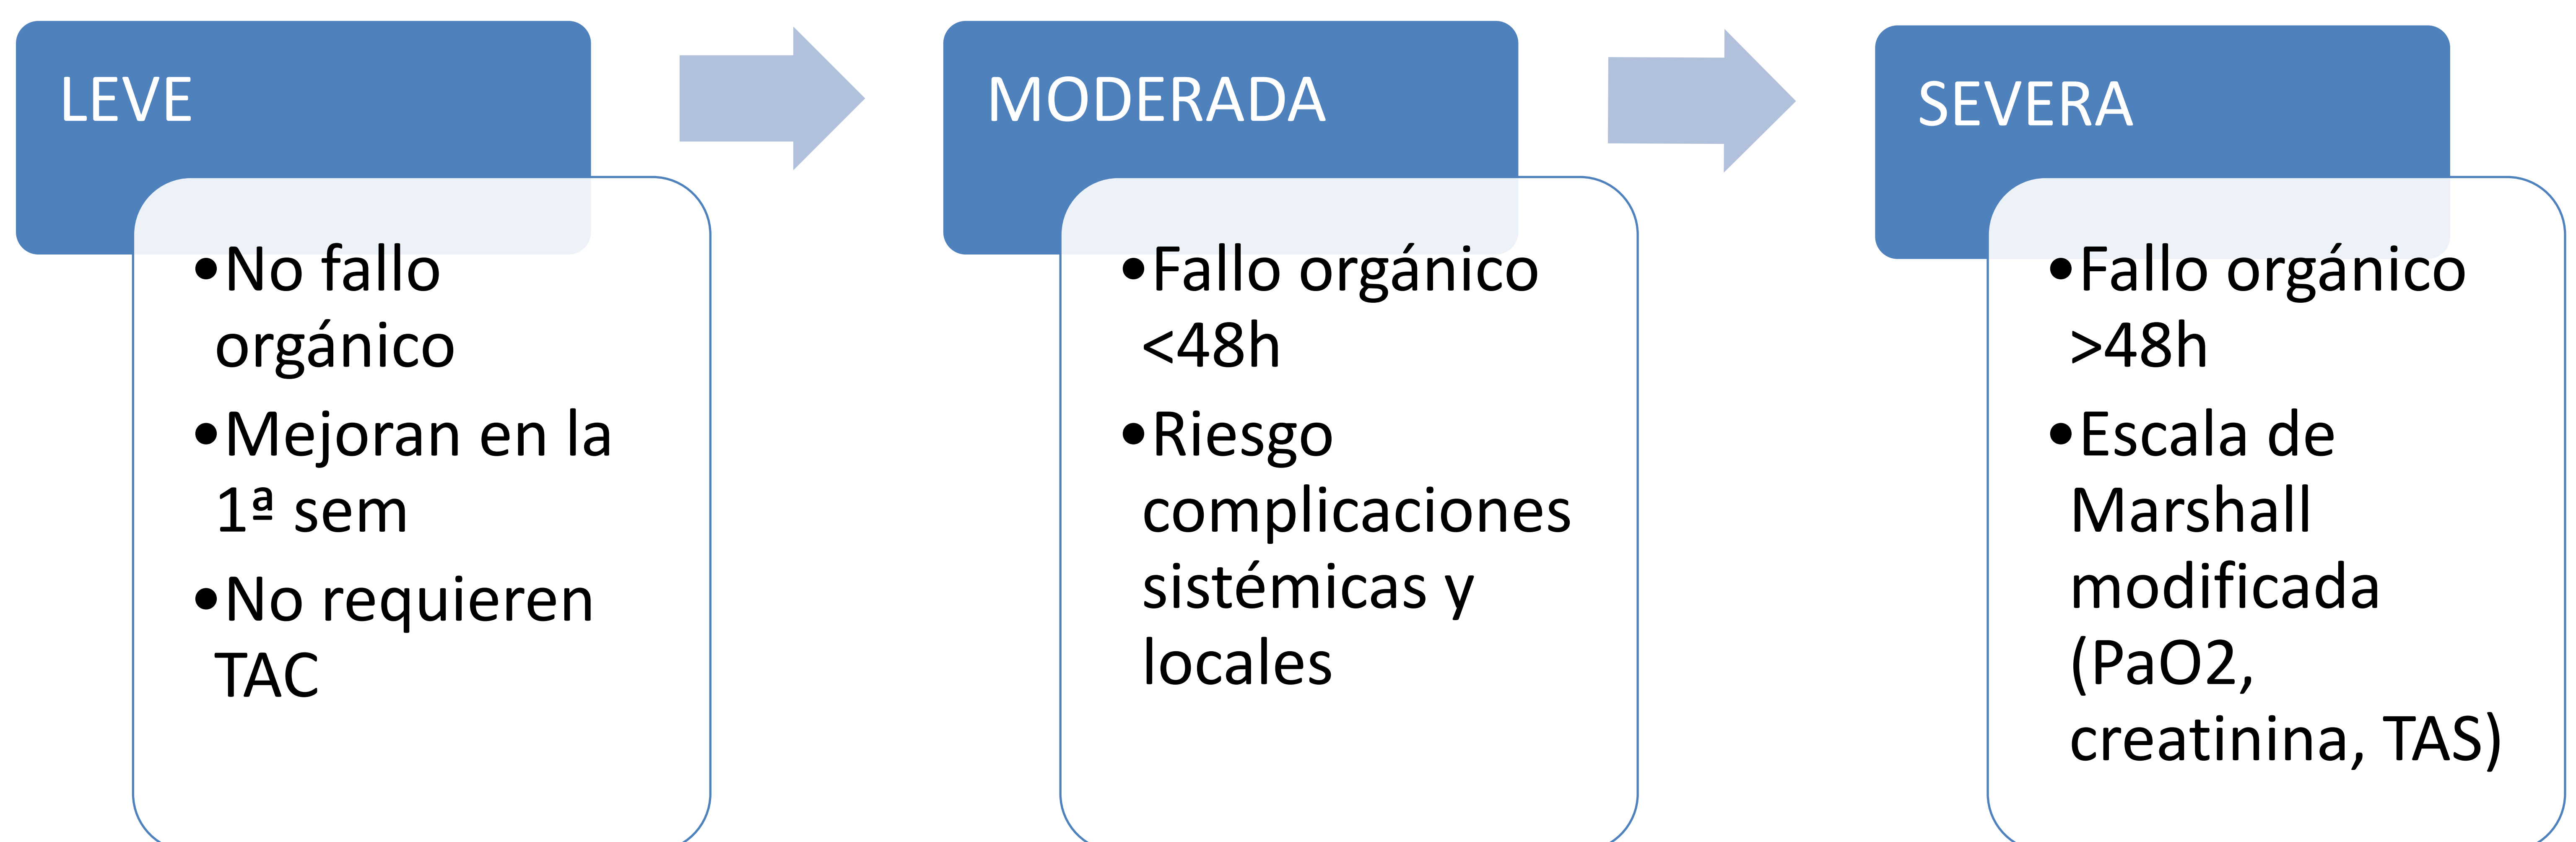 LEVE
•No fallo
orgánico
•Mejoran en la
1ª sem
•No requieren
TAC
MODERADA
•Fallo orgánico
<48h
•Riesgo
complicaciones
sistémicas y
locales
SEVERA
•Fallo orgánico
>48h
•Escala de
Marshall
modificada
(PaO2,
creatinina, TAS)